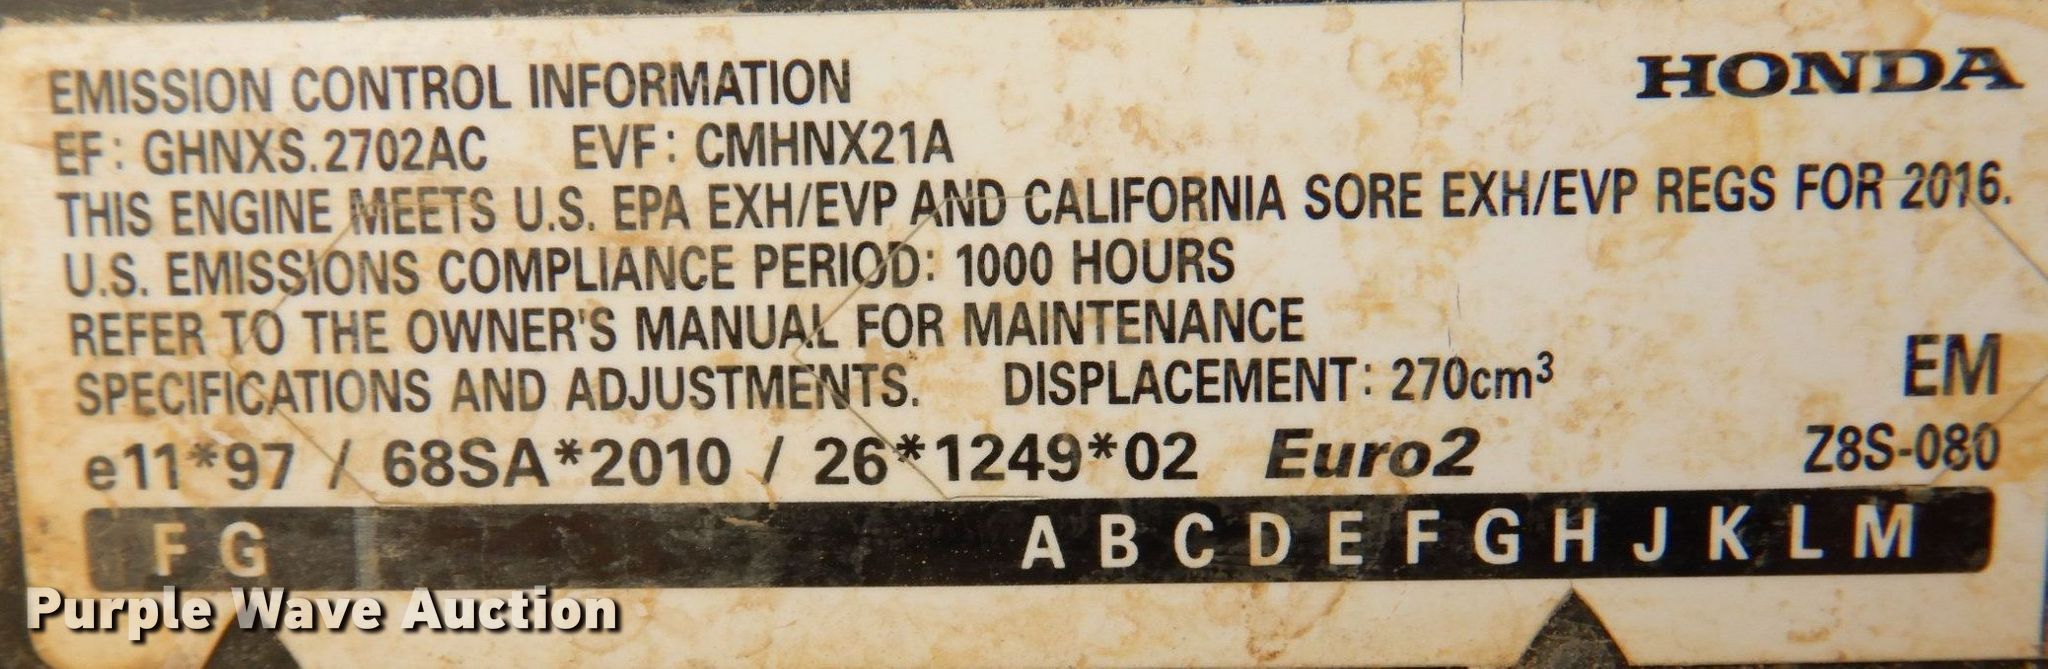 HONDA
EMISSION CONTROL INFORMATION
EF: GHNXS.2702AC EVF: CMHNX21A
THIS ENGINE MEETS U.S. EPA EXH/EVP AND CALIFORNIA SORE EXH/EVP REGS FOR 2016.
U.S. EMISSIONS COMPLIANCE PERIOD: 1000 HOURS
REFER TO THE OWNER'S MANUAL FOR MAINTENANCE
SPECIFICATIONS AND ADJUSTMENTS. DISPLACEMENT: 270cm³ EM
e11*97 / 68SA*2010 / 26*1249*02 Euro2 Z8S-080
F G A B C D E F G H J K L M
Purple Wave Auction